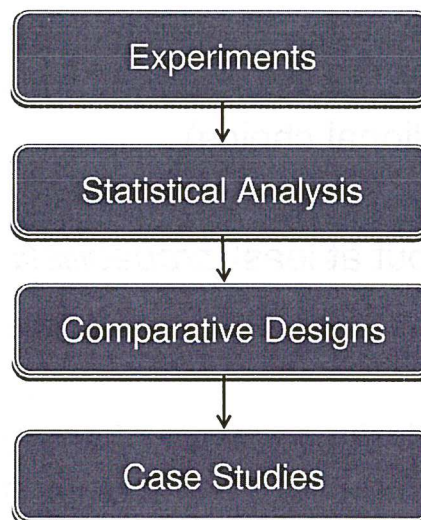 Experiments
Statistical Analysis
Comparative Designs
Case Studies